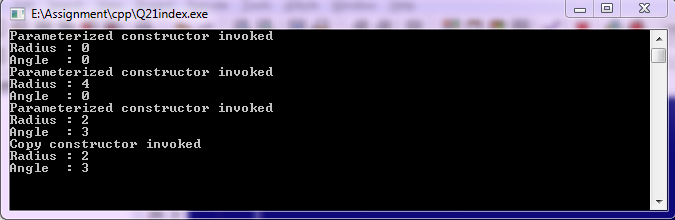 E:\Assignment\cpp\Q21index.exe
Parameterized constructor invoked
Radius : 0
Angle  : 0
Parameterized constructor invoked
Radius : 4
Angle  : 0
Parameterized constructor invoked
Radius : 2
Angle  : 3
Copy constructor invoked
Radius : 2
Angle  : 3